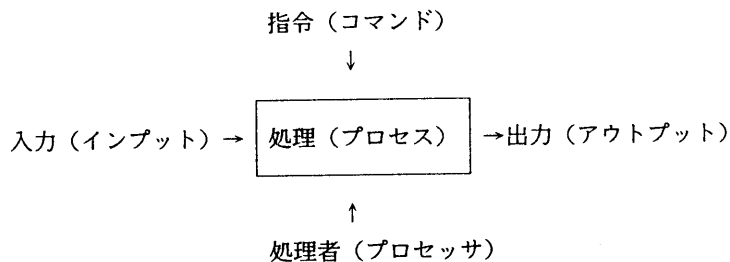 指令（コマンド）
↓
入力（インプット）→ 処理（プロセス） →出力（アウトプット）
↑
処理者（プロセッサ）